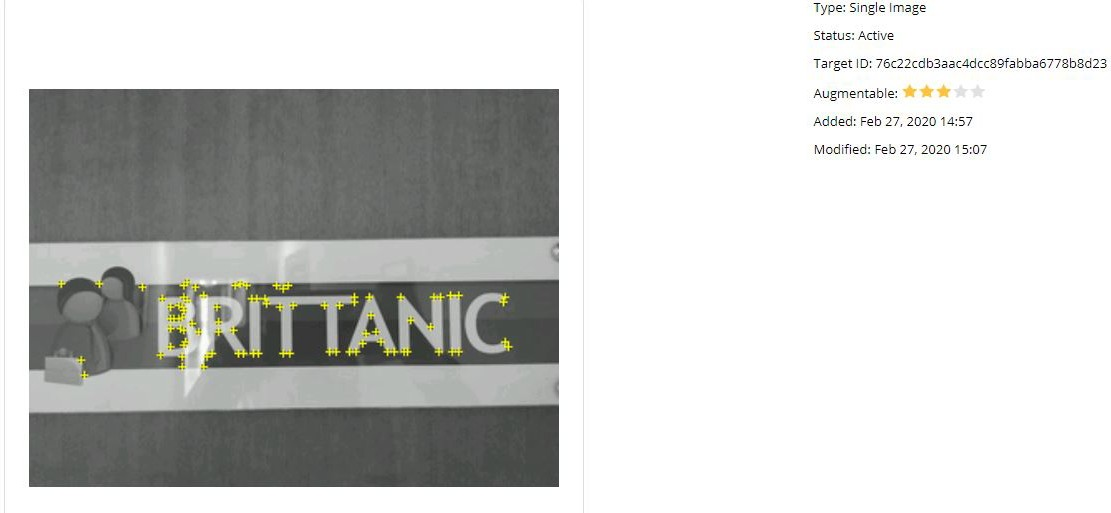 Type: Single Image
Status: Active
Target ID: 76c22cdb3aac4dcc89fabba6778b8d23
Augmentable:
Added: Feb 27, 2020 14:57
Modified: Feb 27, 2020 15:07
BRITTANIC